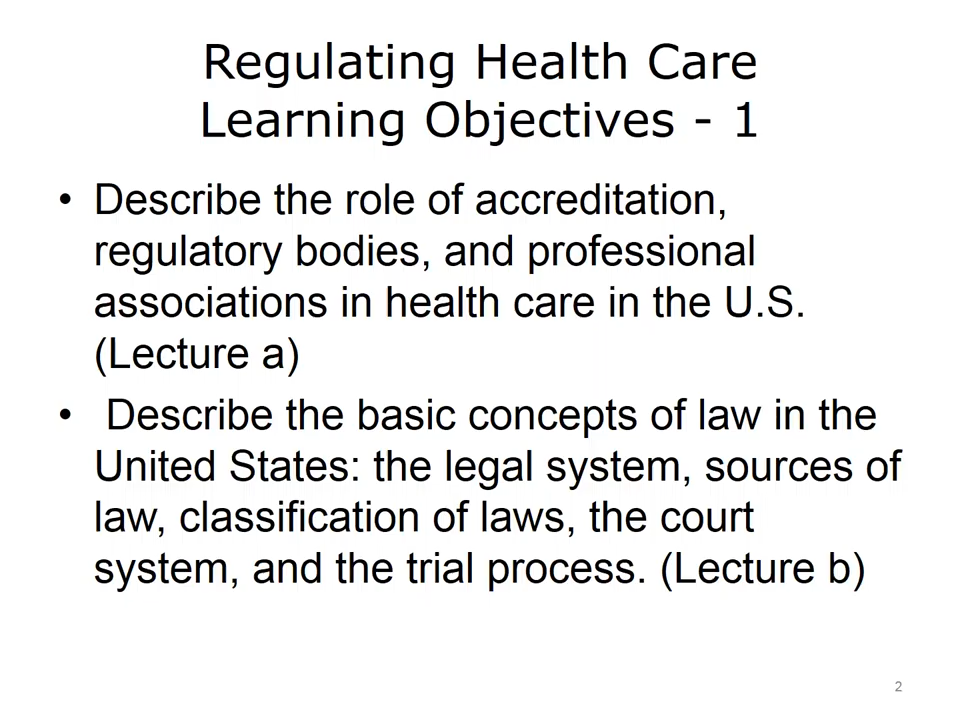 Regulating Health Care
Learning Objectives - 1
• Describe the role of accreditation,
regulatory bodies, and professional
associations in health care in the U.S.
(Lecture a)
• Describe the basic concepts of law in the
United States: the legal system, sources of
law, classification of laws, the court
system, and the trial process. (Lecture b)
2